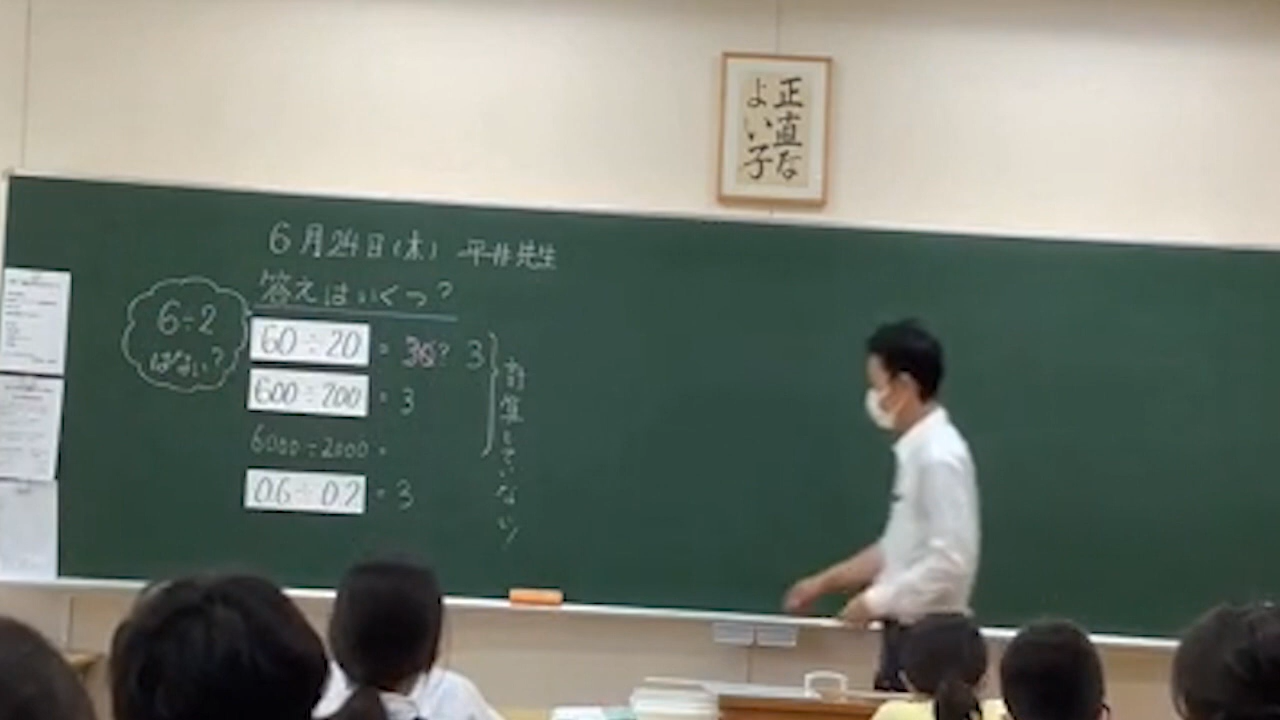 正直な
よい子
6月24日(木) 平井先生
答えはいくつ?
6÷2
はない?
60÷20 = 30? 3
600÷200 = 3
6000÷2000 =
0.6÷0.2 = 3
計算していない!